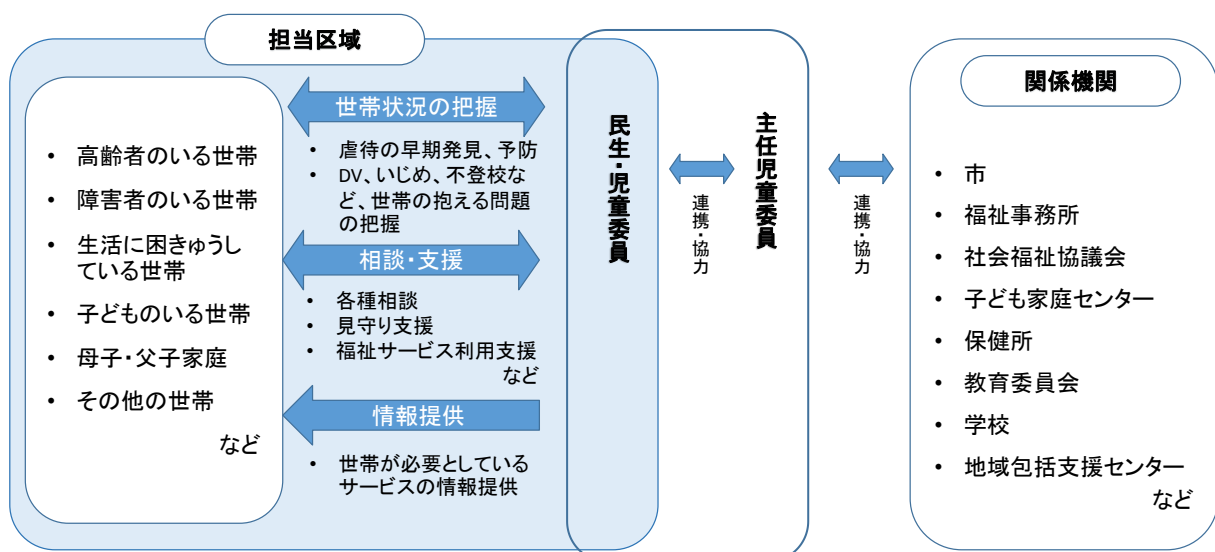 担当区域
• 高齢者のいる世帯
• 障害者のいる世帯
• 生活に困きゅうし
ている世帯
• 子どものいる世帯
• 母子・父子家庭
• その他の世帯
など
世帯状況の把握
• 虐待の早期発見、予防
• DV、いじめ、不登校な
ど、世帯の抱える問題
の把握
相談・支援
• 各種相談
• 見守り支援
• 福祉サービス利用支援
など
情報提供
• 世帯が必要としている
サービスの情報提供
民生・児童委員
連携・協力
主任児童委員
連携・協力
関係機関
• 市
• 福祉事務所
• 社会福祉協議会
• 子ども家庭センター
• 保健所
• 教育委員会
• 学校
• 地域包括支援センター
など